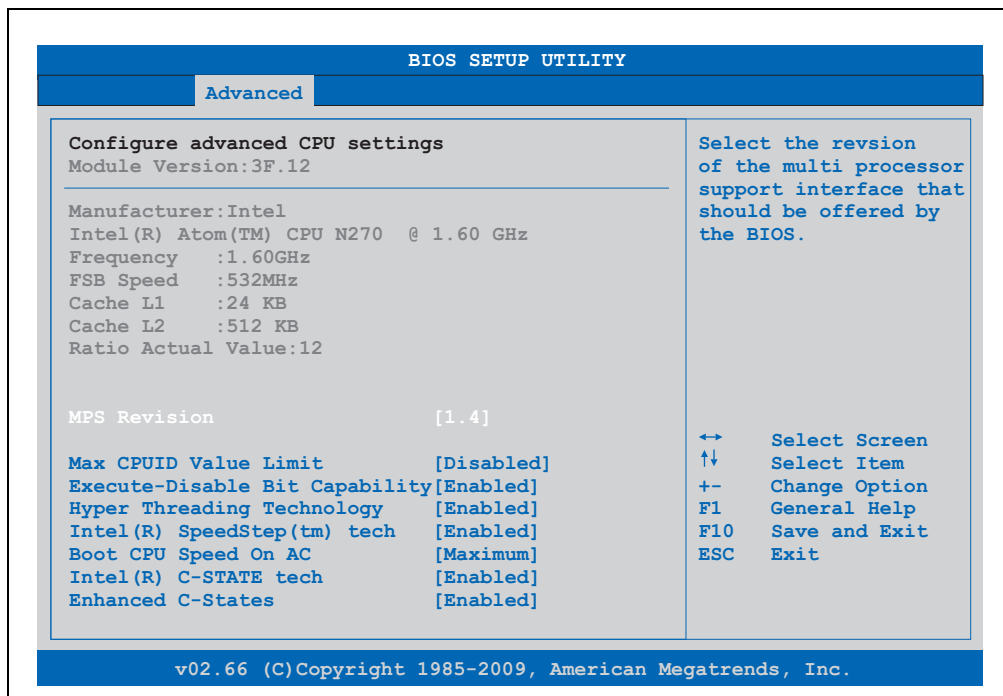 BIOS SETUP UTILITY
Advanced
Configure advanced CPU settings
Module Version:3F.12
Manufacturer:Intel
Intel(R) Atom(TM) CPU N270 @ 1.60 GHz
Frequency :1.60GHz
FSB Speed :532MHz
Cache L1 :24 KB
Cache L2 :512 KB
Ratio Actual Value:12
MPS Revision [1.4]
Max CPUID Value Limit [Disabled]
Execute-Disable Bit Capability[Enabled]
Hyper Threading Technology [Enabled]
Intel(R) SpeedStep(tm) tech [Enabled]
Boot CPU Speed On AC [Maximum]
Intel(R) C-STATE tech [Enabled]
Enhanced C-States [Enabled]
Select the revsion
of the multi processor
support interface that
should be offered by
the BIOS.
↔ Select Screen
↑↓ Select Item
+- Change Option
F1 General Help
F10 Save and Exit
ESC Exit
v02.66 (C)Copyright 1985-2009, American Megatrends, Inc.